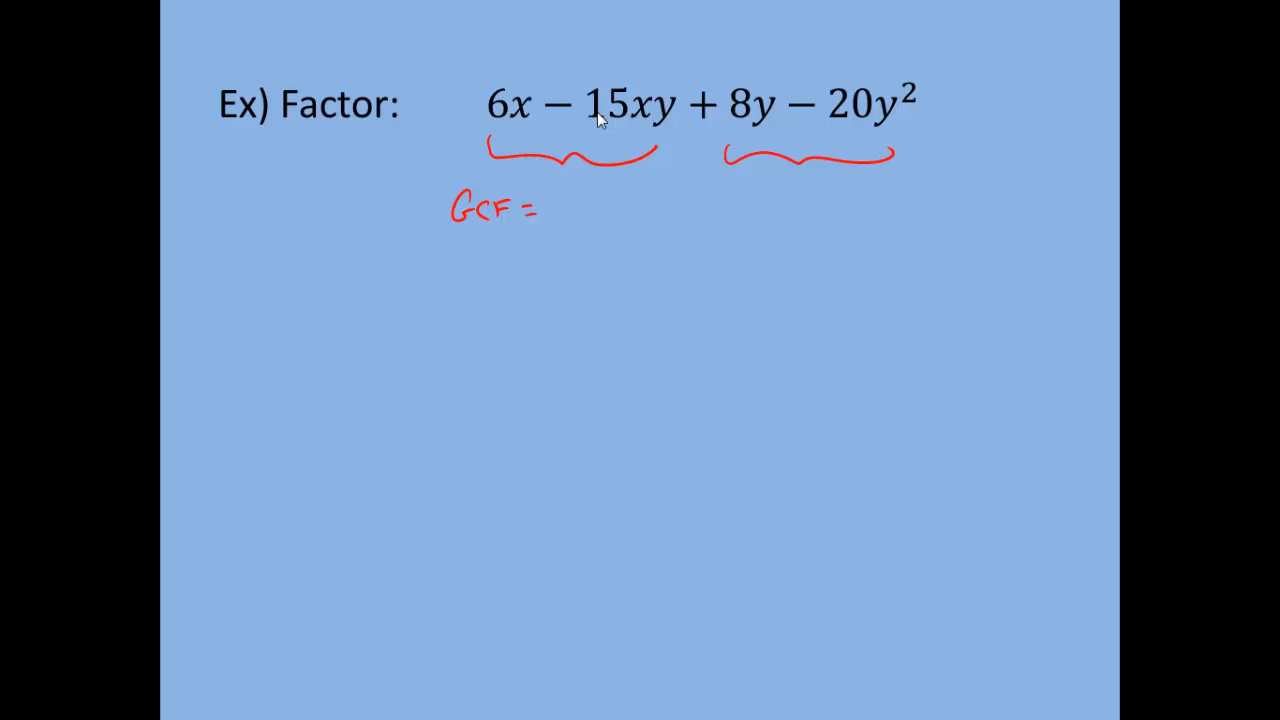 Ex) Factor: 6x − 15xy + 8y − 20y²
GCF =